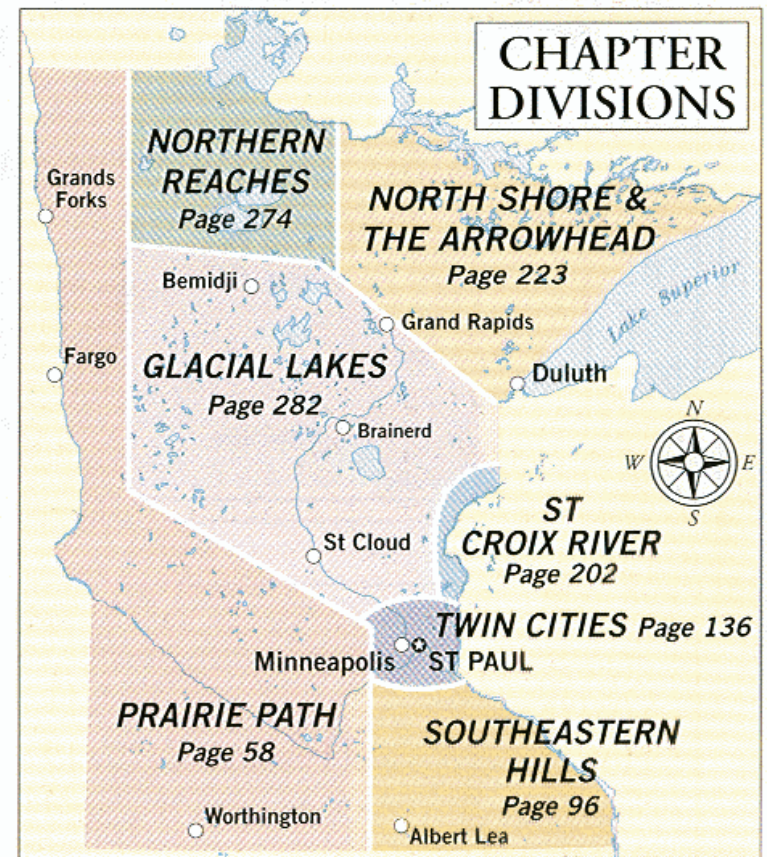 CHAPTER
DIVISIONS
NORTHERN
REACHES
Page 274
Grands
Forks
NORTH SHORE &
THE ARROWHEAD
Page 223
Lake Superior
Bemidji
Grand Rapids
Fargo
GLACIAL LAKES
Page 282
Duluth
Brainerd
N
W E
S
ST
CROIX RIVER
Page 202
St Cloud
TWIN CITIES Page 136
Minneapolis ST PAUL
PRAIRIE PATH
Page 58
SOUTHEASTERN
HILLS
Page 96
Worthington
Albert Lea